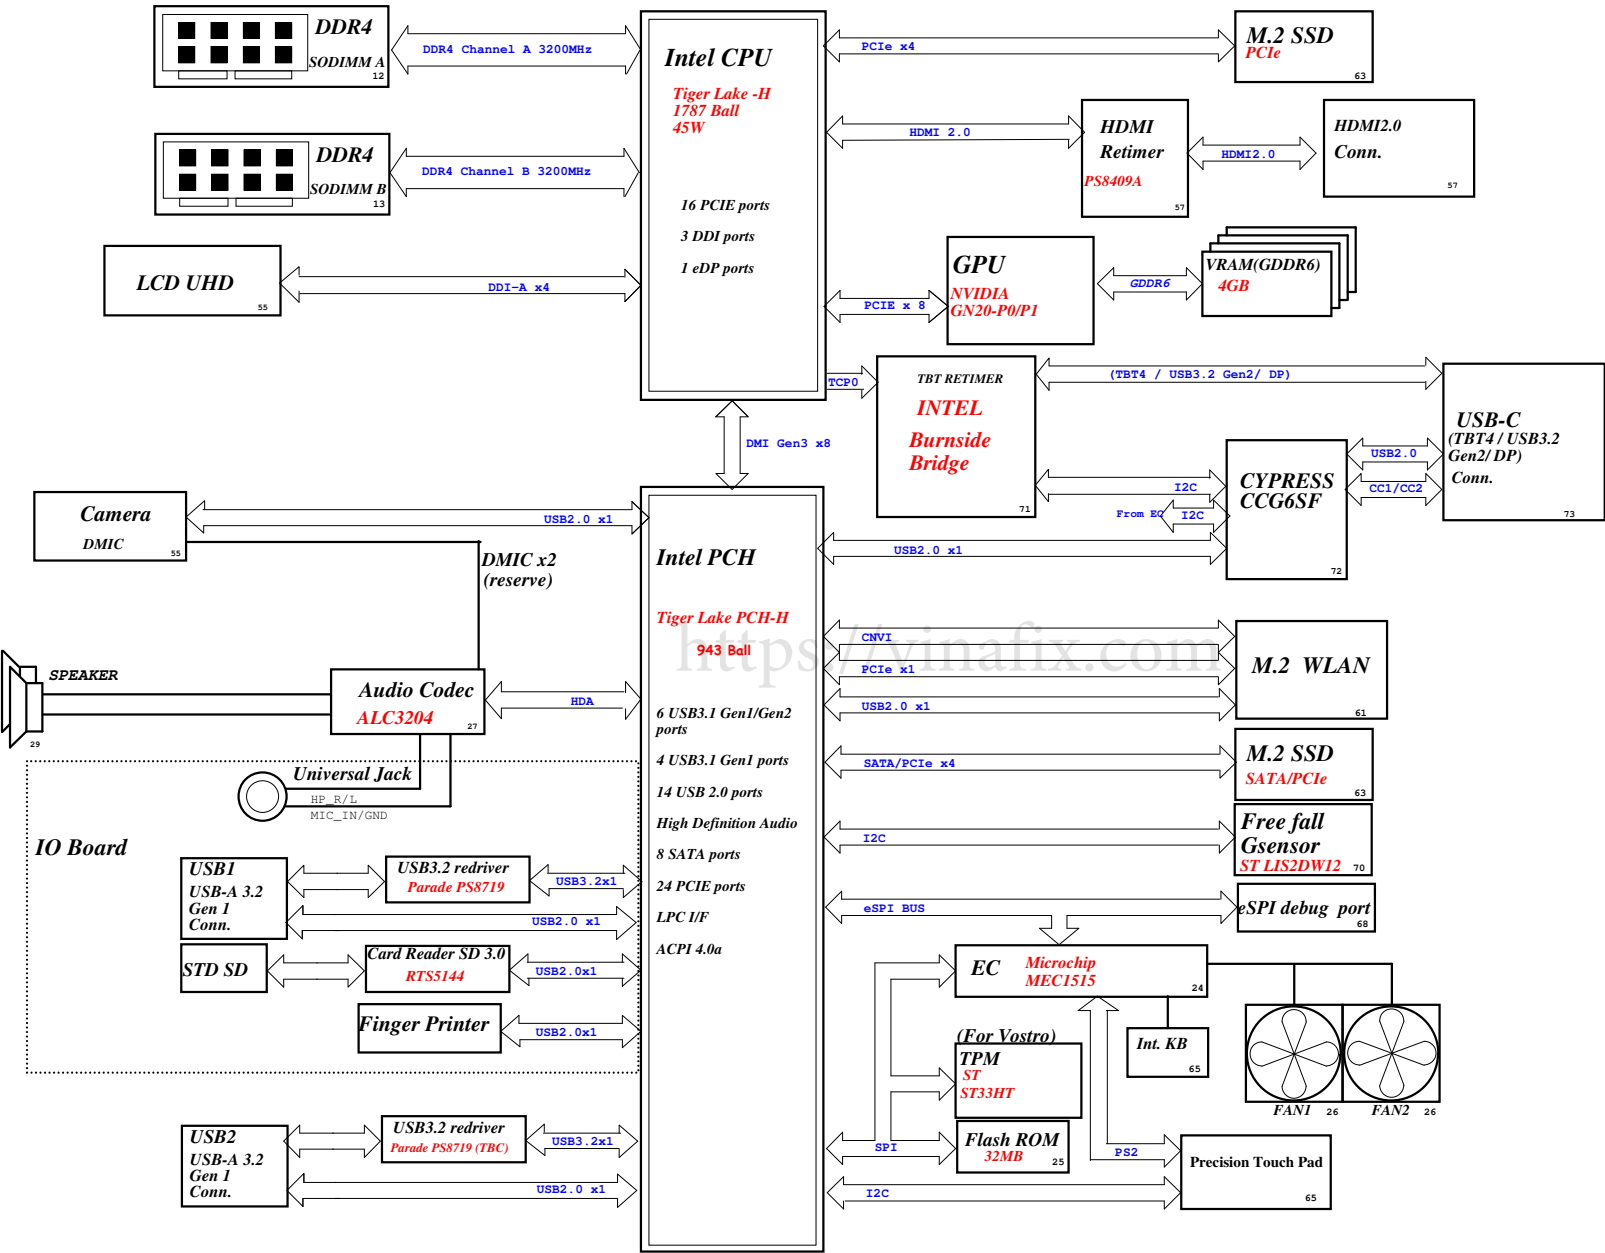 DDR4
SODIMM A
12
DDR4 Channel A 3200MHz
DDR4
SODIMM B
13
DDR4 Channel B 3200MHz
LCD UHD
55
DDI-A x4
Intel CPU
Tiger Lake -H
1787 Ball
45W
16 PCIE ports
3 DDI ports
1 eDP ports
PCIe x4
M.2 SSD
PCIe
63
HDMI 2.0
HDMI
Retimer
PS8409A
57
HDMI2.0
HDMI2.0
Conn.
57
PCIE x 8
GPU
NVIDIA
GN20-P0/P1
GDDR6
VRAM(GDDR6)
4GB
TCP0
TBT RETIMER
INTEL
Burnside
Bridge
71
(TBT4 / USB3.2 Gen2/ DP)
USB-C
(TBT4 / USB3.2
Gen2/ DP)
Conn.
73
I2C
From EC
I2C
USB2.0 x1
CYPRESS
CCG6SF
72
USB2.0
CC1/CC2
DMI Gen3 x8
Camera
DMIC
55
USB2.0 x1
DMIC x2
(reserve)
SPEAKER
29
Audio Codec
ALC3204
27
HDA
Intel PCH
Tiger Lake PCH-H
943 Ball
6 USB3.1 Gen1/Gen2
ports
4 USB3.1 Gen1 ports
14 USB 2.0 ports
High Definition Audio
8 SATA ports
24 PCIE ports
LPC I/F
ACPI 4.0a
https://vinafix.com
CNVI
PCIe x1
USB2.0 x1
M.2 WLAN
61
SATA/PCIe x4
M.2 SSD
SATA/PCIe
63
I2C
Free fall
Gsensor
ST LIS2DW12
70
eSPI BUS
eSPI debug port
68
Universal Jack
HP_R/L
MIC_IN/GND
IO Board
USB1
USB-A 3.2
Gen 1
Conn.
USB3.2 redriver
Parade PS8719
USB3.2x1
USB2.0 x1
STD SD
Card Reader SD 3.0
RTS5144
USB2.0x1
Finger Printer
USB2.0x1
USB2
USB-A 3.2
Gen 1
Conn.
USB3.2 redriver
Parade PS8719 (TBC)
USB3.2x1
USB2.0 x1
EC
Microchip
MEC1515
24
(For Vostro)
TPM
ST
ST33HT
Int. KB
65
FAN1
26
FAN2
26
SPI
Flash ROM
32MB
25
PS2
I2C
Precision Touch Pad
65